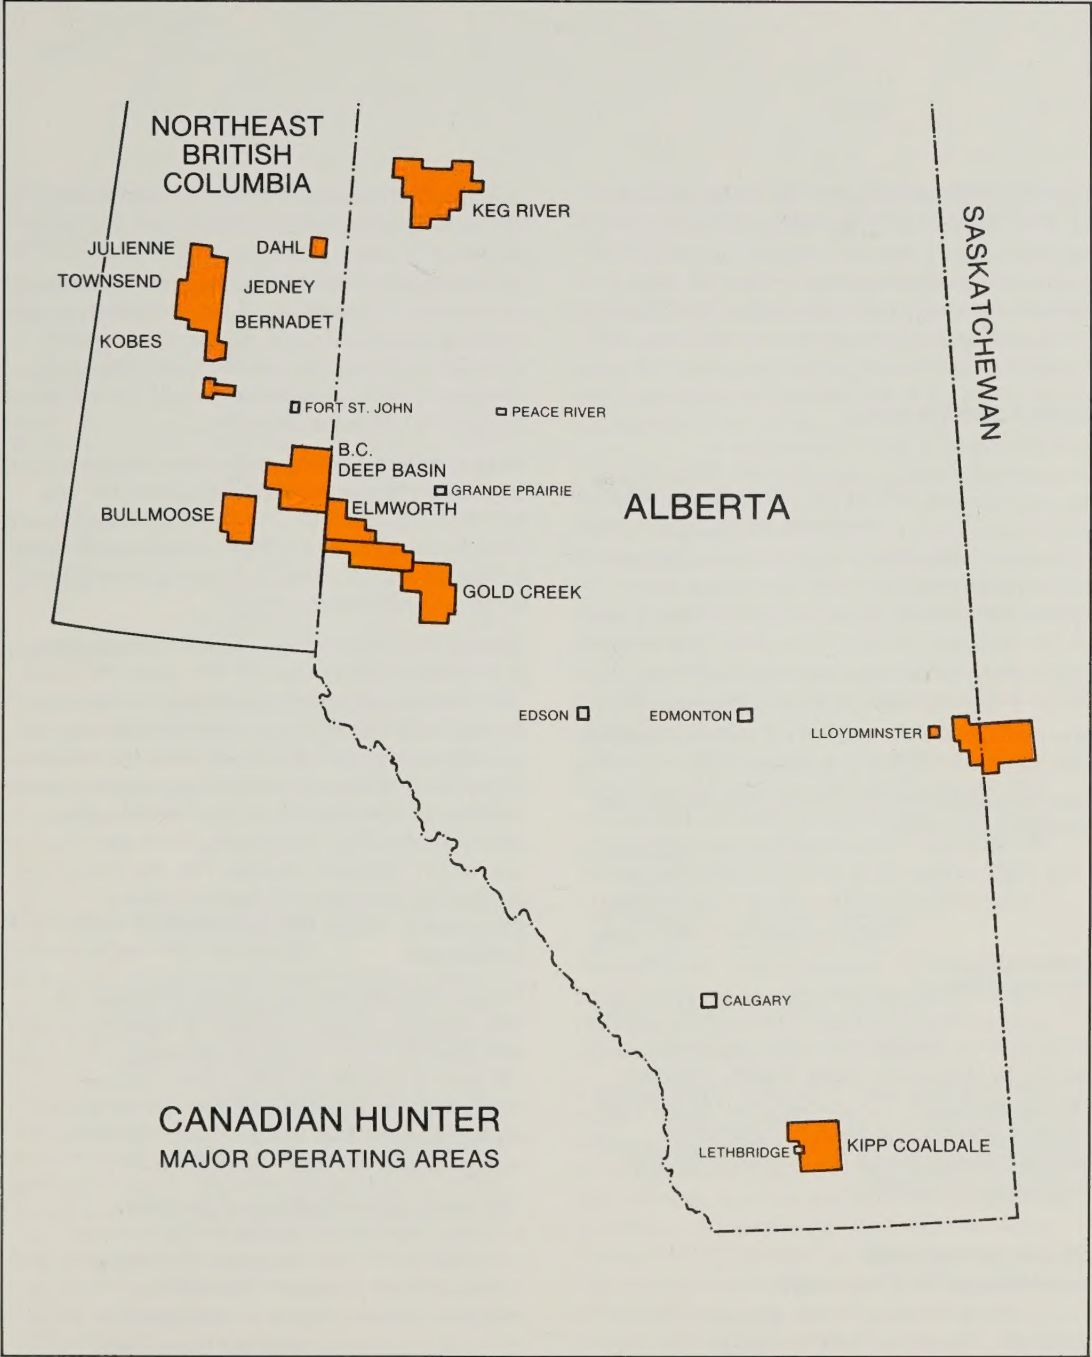 NORTHEAST
BRITISH
COLUMBIA
KEG RIVER
SASKATCHEWAN
JULIENNE
DAHL
TOWNSEND
JEDNEY
BERNADET
KOBES
FORT ST. JOHN
PEACE RIVER
B.C.
DEEP BASIN
GRANDE PRAIRIE
ELMWORTH
ALBERTA
BULLMOOSE
GOLD CREEK
EDSON
EDMONTON
LLOYDMINSTER
CALGARY
CANADIAN HUNTER
MAJOR OPERATING AREAS
LETHBRIDGE
KIPP COALDALE